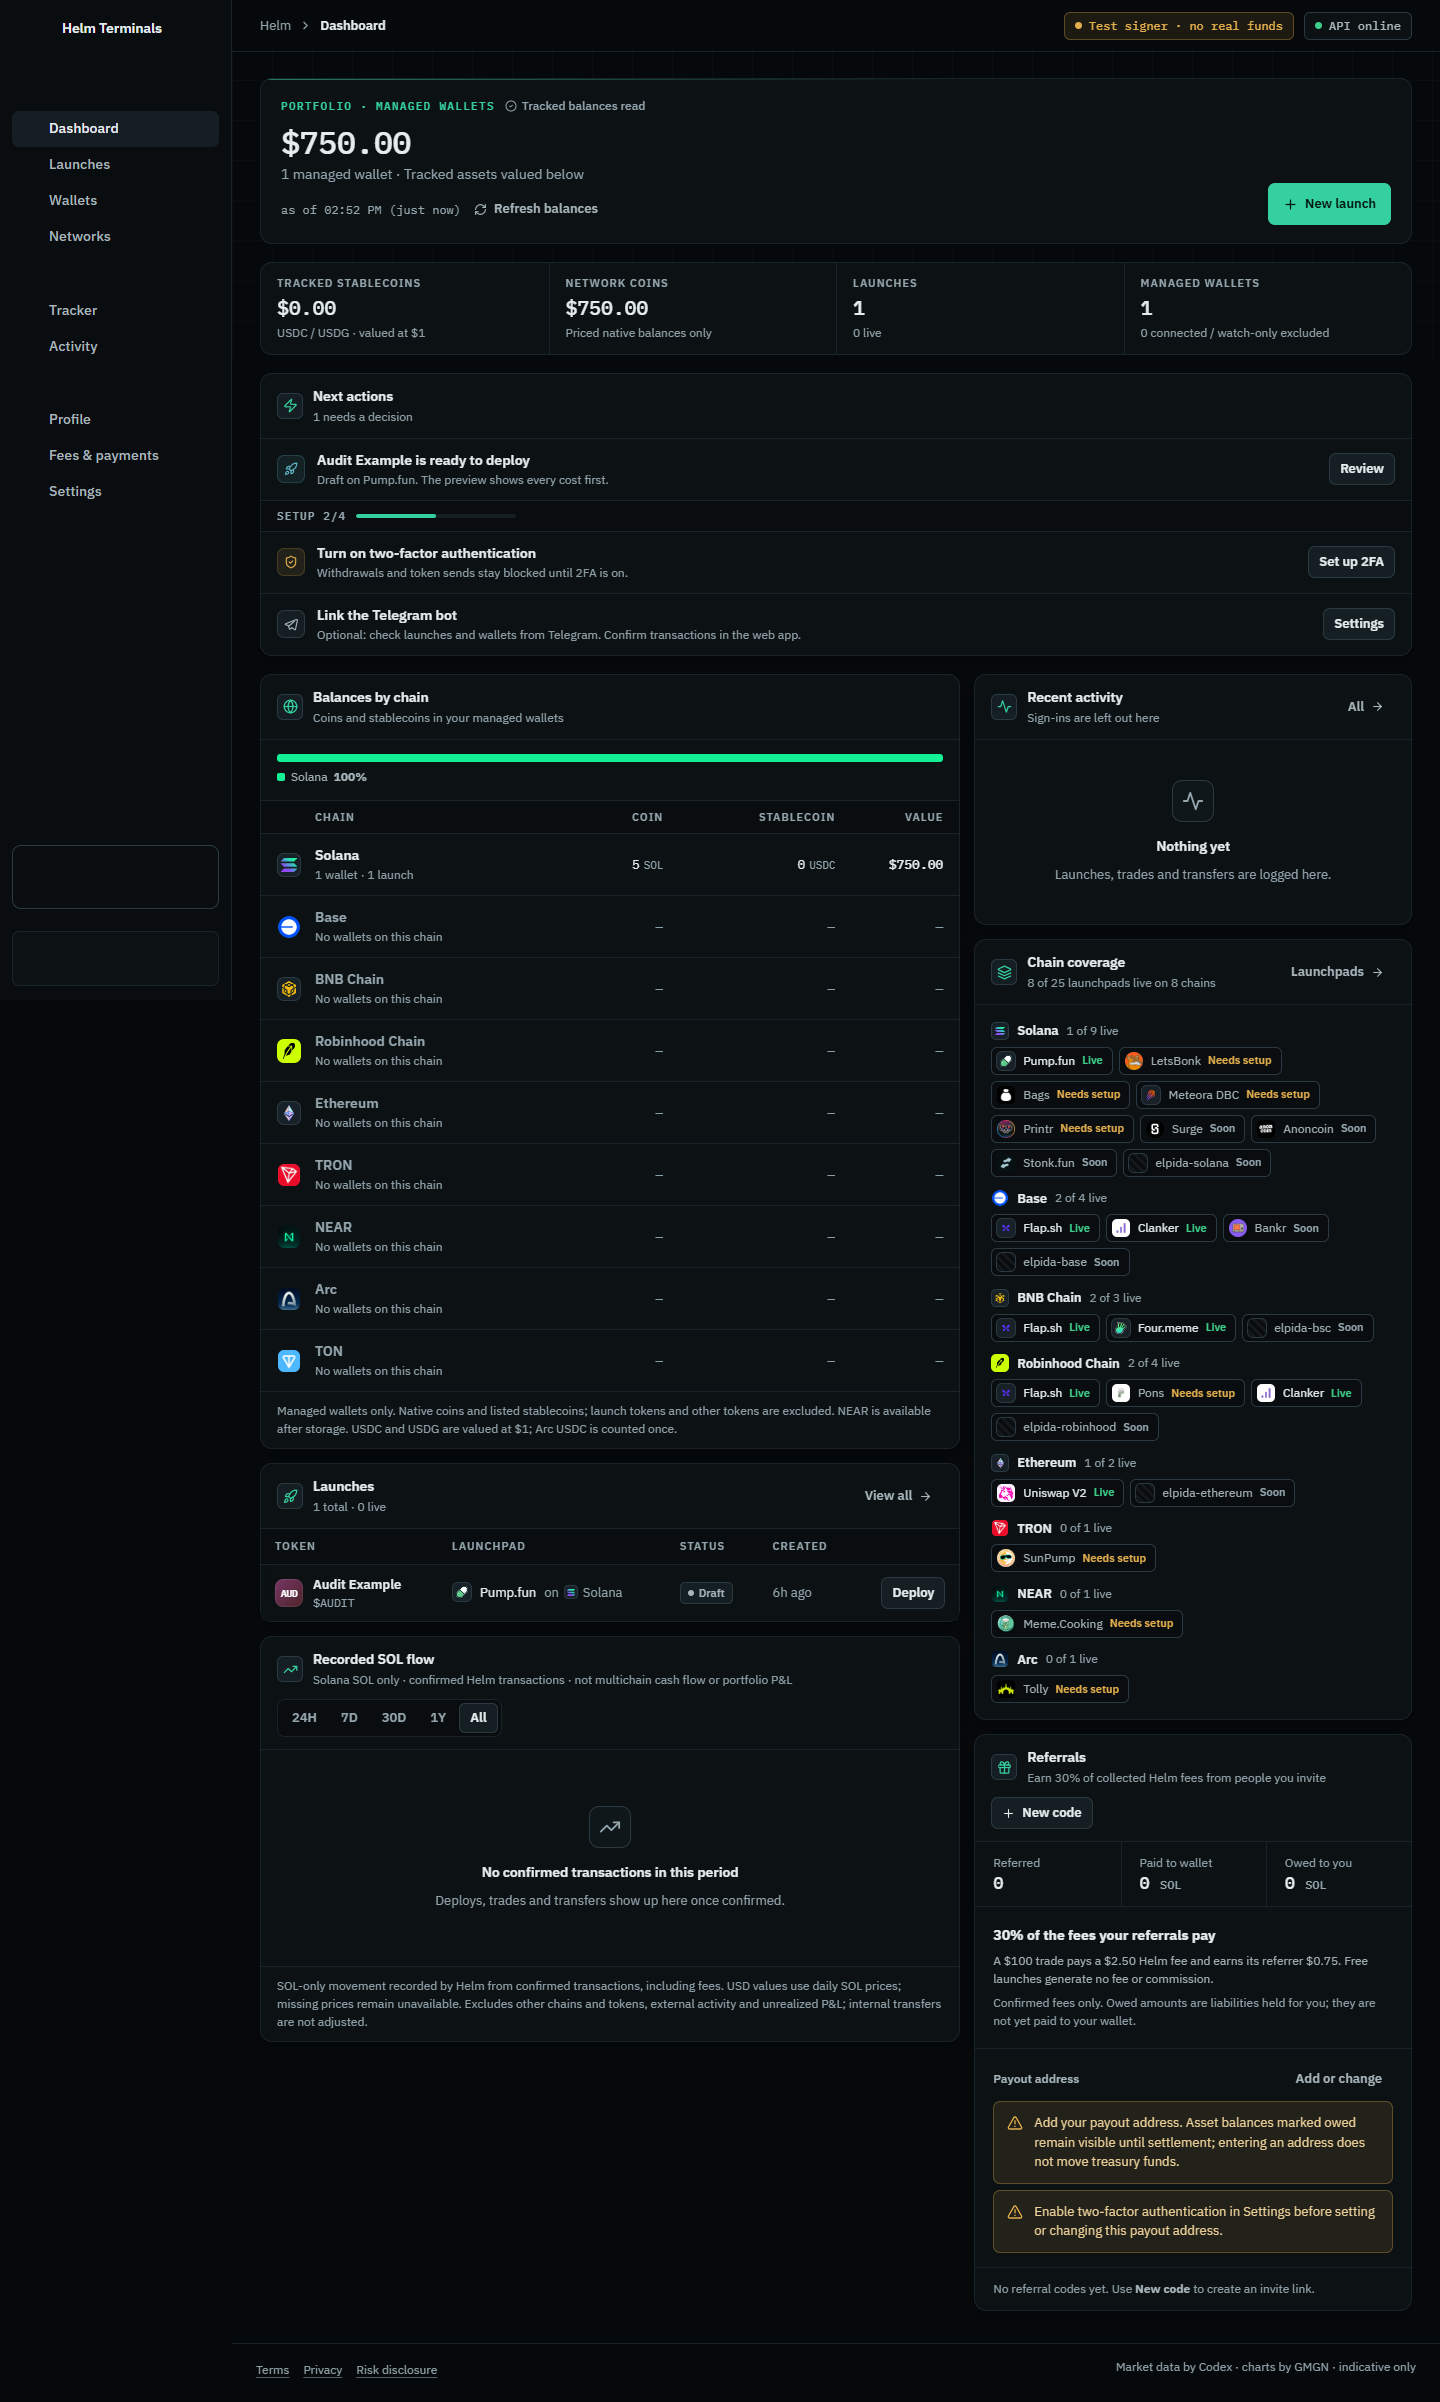 Helm Terminals
Dashboard
Launches
Wallets
Networks
Tracker
Activity
Profile
Fees & payments
Settings
Helm > Dashboard
Test signer · no real funds
API online
PORTFOLIO · MANAGED WALLETS Tracked balances read
$750.00
1 managed wallet · Tracked assets valued below
as of 02:52 PM (just now) Refresh balances
+ New launch
TRACKED STABLECOINS
$0.00
USDC / USDG · valued at $1
NETWORK COINS
$750.00
Priced native balances only
LAUNCHES
1
0 live
MANAGED WALLETS
1
0 connected / watch-only excluded
Next actions
1 needs a decision
Audit Example is ready to deploy
Draft on Pump.fun. The preview shows every cost first.
Review
SETUP 2/4
Turn on two-factor authentication
Withdrawals and token sends stay blocked until 2FA is on.
Set up 2FA
Link the Telegram bot
Optional: check launches and wallets from Telegram. Confirm transactions in the web app.
Settings
Balances by chain
Coins and stablecoins in your managed wallets
Solana 100%
CHAIN COIN STABLECOIN VALUE
Solana
1 wallet · 1 launch
5 SOL 0 USDC $750.00
Base
No wallets on this chain
– – –
BNB Chain
No wallets on this chain
– – –
Robinhood Chain
No wallets on this chain
– – –
Ethereum
No wallets on this chain
– – –
TRON
No wallets on this chain
– – –
NEAR
No wallets on this chain
– – –
Arc
No wallets on this chain
– – –
TON
No wallets on this chain
– – –
Managed wallets only. Native coins and listed stablecoins; launch tokens and other tokens are excluded. NEAR is available
after storage. USDC and USDG are valued at $1; Arc USDC is counted once.
Launches
1 total · 0 live
View all →
TOKEN LAUNCHPAD STATUS CREATED
AUD
Audit Example
$AUDIT
Pump.fun on Solana
Draft
6h ago
Deploy
Recorded SOL flow
Solana SOL only · confirmed Helm transactions · not multichain cash flow or portfolio P&L
24H 7D 30D 1Y All
No confirmed transactions in this period
Deploys, trades and transfers show up here once confirmed.
SOL-only movement recorded by Helm from confirmed transactions, including fees. USD values use daily SOL prices;
missing prices remain unavailable. Excludes other chains and tokens, external activity and unrealized P&L; internal transfers
are not adjusted.
Recent activity
Sign-ins are left out here
All →
Nothing yet
Launches, trades and transfers are logged here.
Chain coverage
8 of 25 launchpads live on 8 chains
Launchpads →
Solana 1 of 9 live
Pump.fun Live LetsBonk Needs setup
Bags Needs setup Meteora DBC Needs setup
Printr Needs setup Surge Soon Anoncoin Soon
Stonk.fun Soon elpida-solana Soon
Base 2 of 4 live
Flap.sh Live Clanker Live Bankr Soon
elpida-base Soon
BNB Chain 2 of 3 live
Flap.sh Live Four.meme Live elpida-bsc Soon
Robinhood Chain 2 of 4 live
Flap.sh Live Pons Needs setup Clanker Live
elpida-robinhood Soon
Ethereum 1 of 2 live
Uniswap V2 Live elpida-ethereum Soon
TRON 0 of 1 live
SunPump Needs setup
NEAR 0 of 1 live
Meme.Cooking Needs setup
Arc 0 of 1 live
Tolly Needs setup
Referrals
Earn 30% of collected Helm fees from people you invite
+ New code
Referred
0
Paid to wallet
0 SOL
Owed to you
0 SOL
30% of the fees your referrals pay
A $100 trade pays a $2.50 Helm fee and earns its referrer $0.75. Free
launches generate no fee or commission.
Confirmed fees only. Owed amounts are liabilities held for you; they are
not yet paid to your wallet.
Payout address
Add or change
Add your payout address. Asset balances marked owed
remain visible until settlement; entering an address does
not move treasury funds.
Enable two-factor authentication in Settings before setting
or changing this payout address.
No referral codes yet. Use New code to create an invite link.
Terms Privacy Risk disclosure
Market data by Codex · charts by GMGN · indicative only